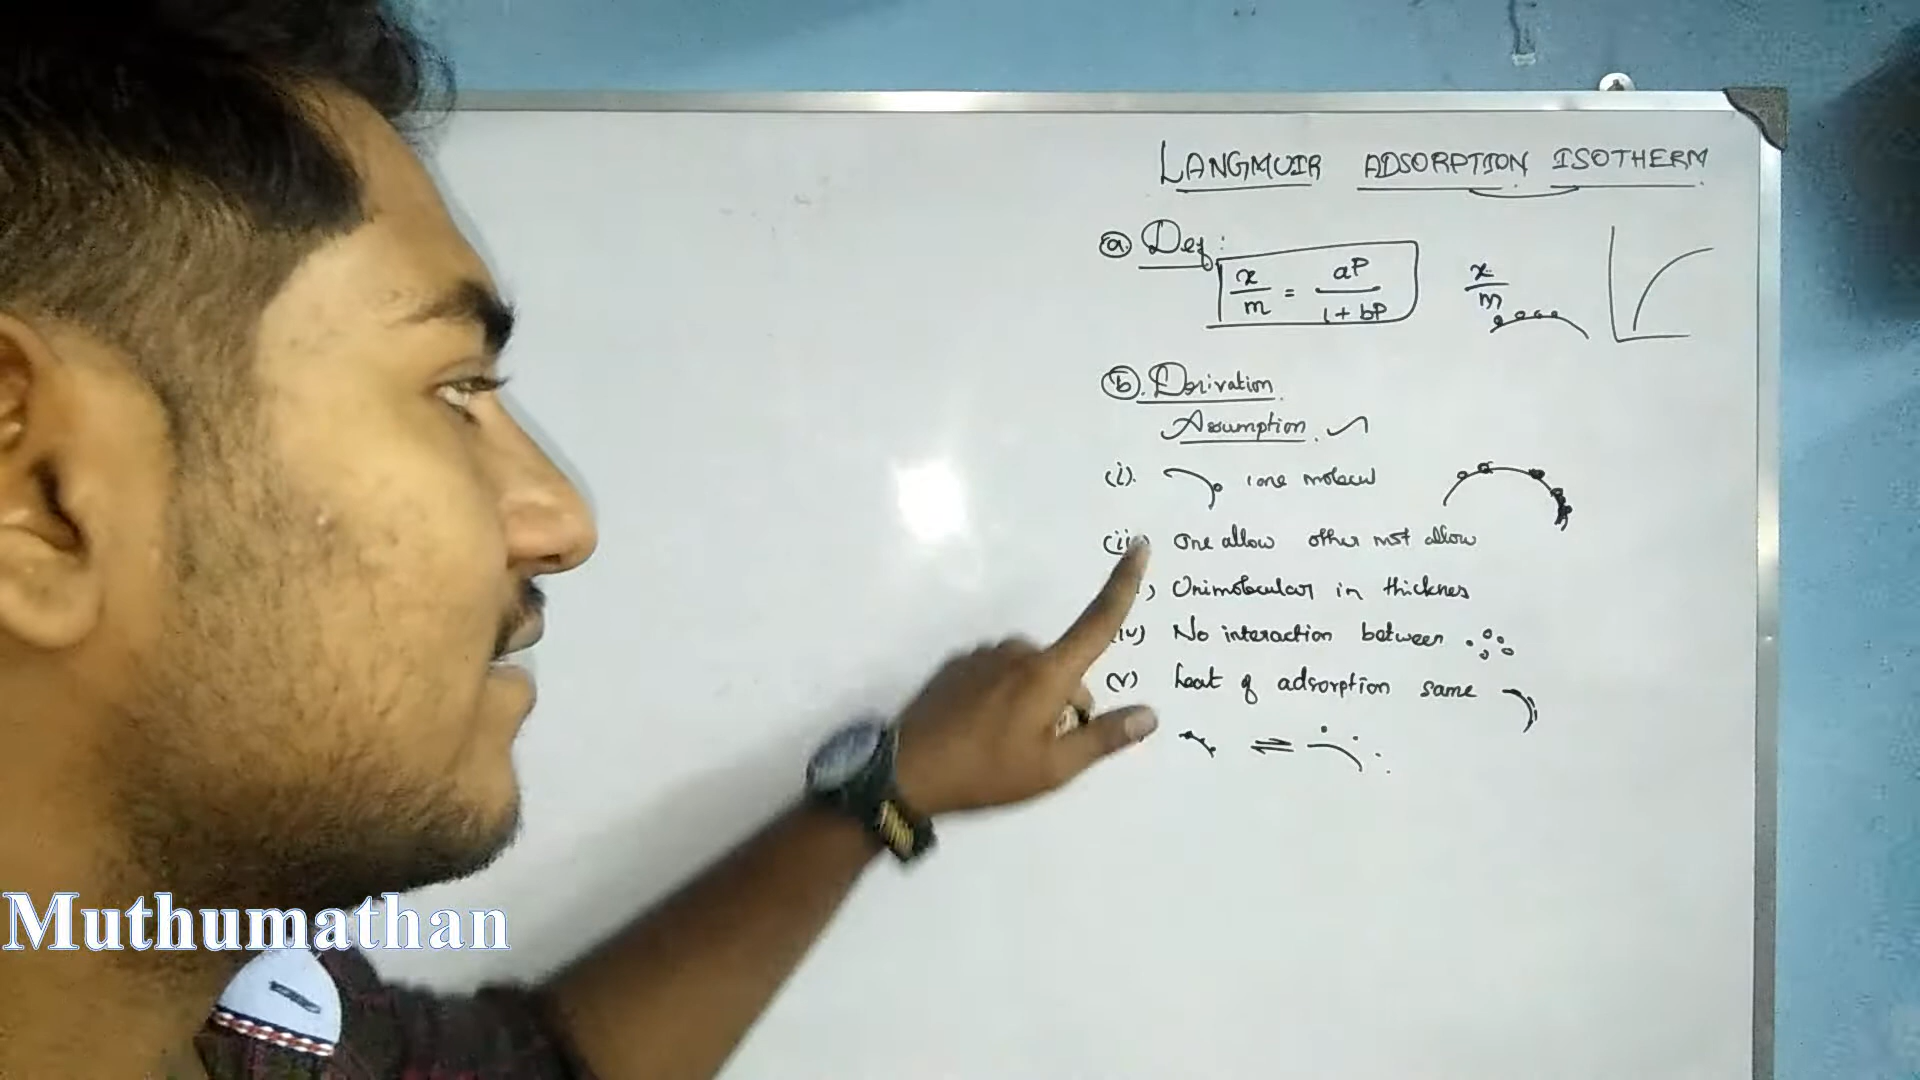 LANGMUIR ADSORPTION ISOTHERM
(a) Def:
x/m = aP/1+bP
x/m
(b). Derivation
Assumption.
(i). one molecul
(ii) One allow other not allow
Unimolecular in thicknes
(iv) No interaction between
(v) heat of adsorption same
⇌
Muthumathan